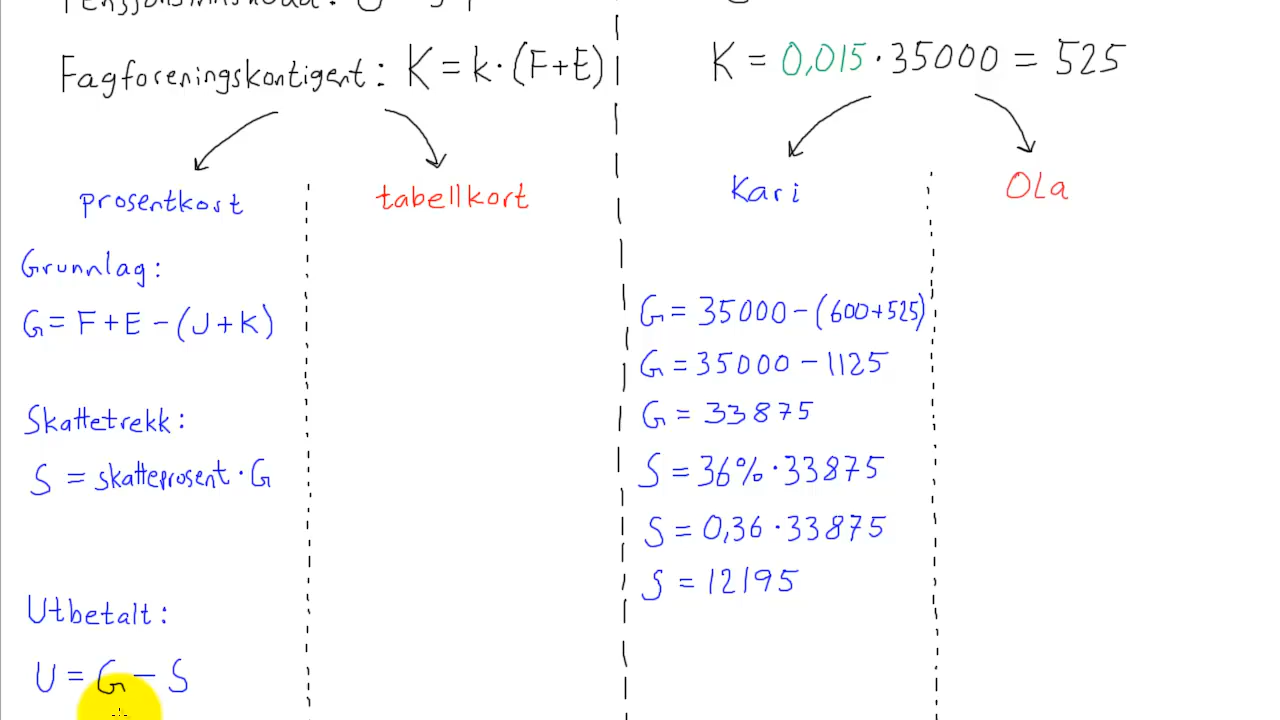 Fagforeningskontigent: K = k · (F+E)
K = 0,015 · 35000 = 525
prosentkort
tabellkort
Kari
Ola
Grunnlag:
G = F + E - (J + K)
Skattetrekk:
S = skatteprosent · G
Utbetalt:
U = G - S
G = 35000 - (600+525)
G = 35000 - 1125
G = 33875
S = 36% · 33875
S = 0,36 · 33875
S = 12195